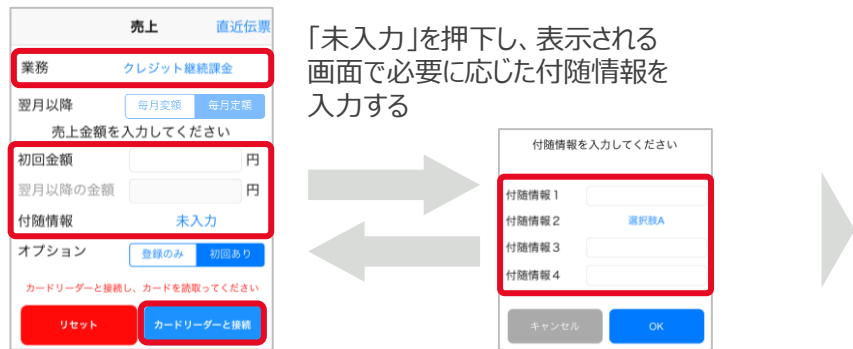 売上
直近伝票
業務
クレジット継続課金
翌月以降
毎月変額
毎月定額
売上金額を入力してください
初回金額
円
翌月以降の金額
円
付随情報
未入力
オプション
登録のみ
初回あり
カードリーダーと接続し、カードを読取ってください
リセット
カードリーダーと接続
「未入力」を押下し、表示される
画面で必要に応じた付随情報を
入力する
付随情報を入力してください
付随情報1
付随情報2
選択肢A
付随情報3
付随情報4
キャンセル
OK